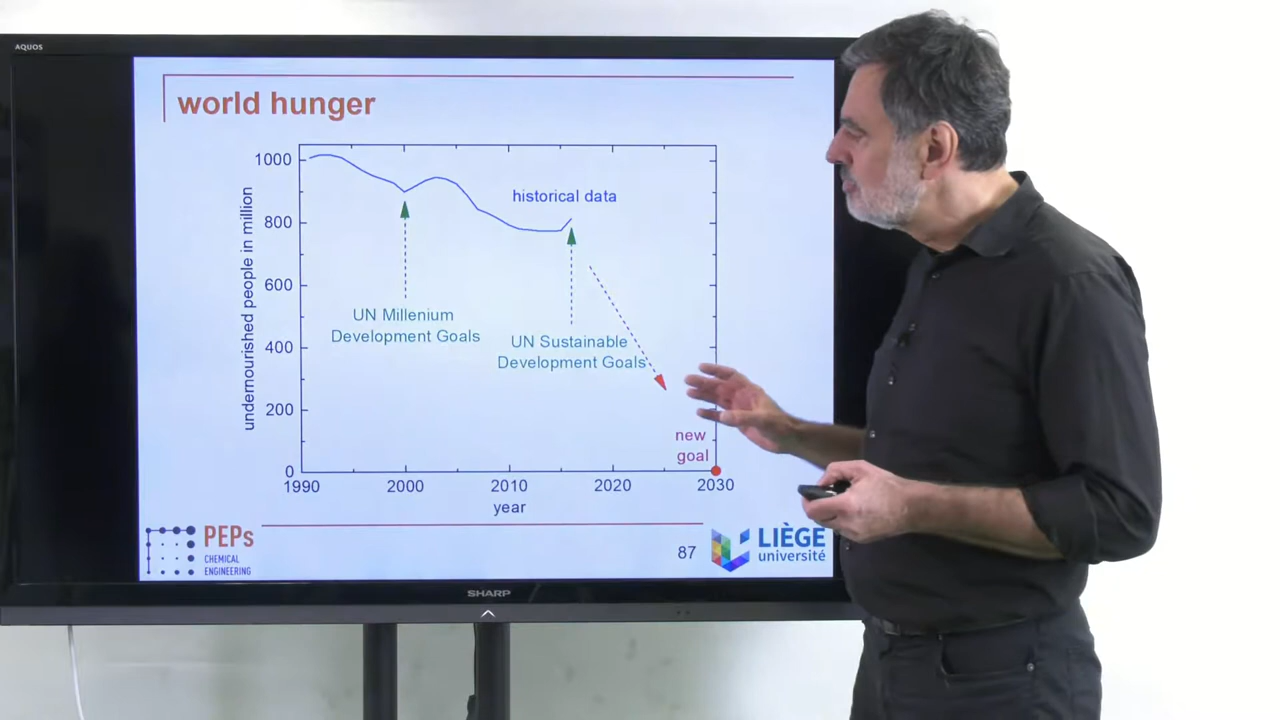 AQUOS
world hunger
1000
800
600
400
200
0
undernourished people in million
historical data
UN Millenium
Development Goals
UN Sustainable
Development Goals
new
goal
1990 2000 2010 2020 2030
year
PEPs
CHEMICAL
ENGINEERING
87
LIÈGE
université
SHARP